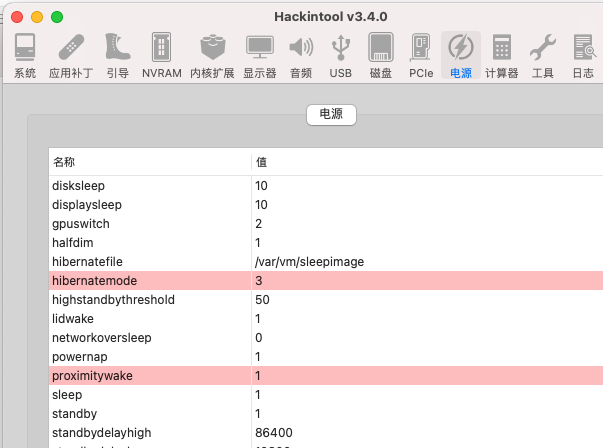 Hackintool v3.4.0
系统 应用补丁 引导 NVRAM 内核扩展 显示器 音频 USB 磁盘 PCIe 电源 计算器 工具 日志
电源
名称 值
disksleep 10
displaysleep 10
gpuswitch 2
halfdim 1
hibernatefile /var/vm/sleepimage
hibernatemode 3
highstandbythreshold 50
lidwake 1
networkoversleep 0
powernap 1
proximitywake 1
sleep 1
standby 1
standbydelayhigh 86400